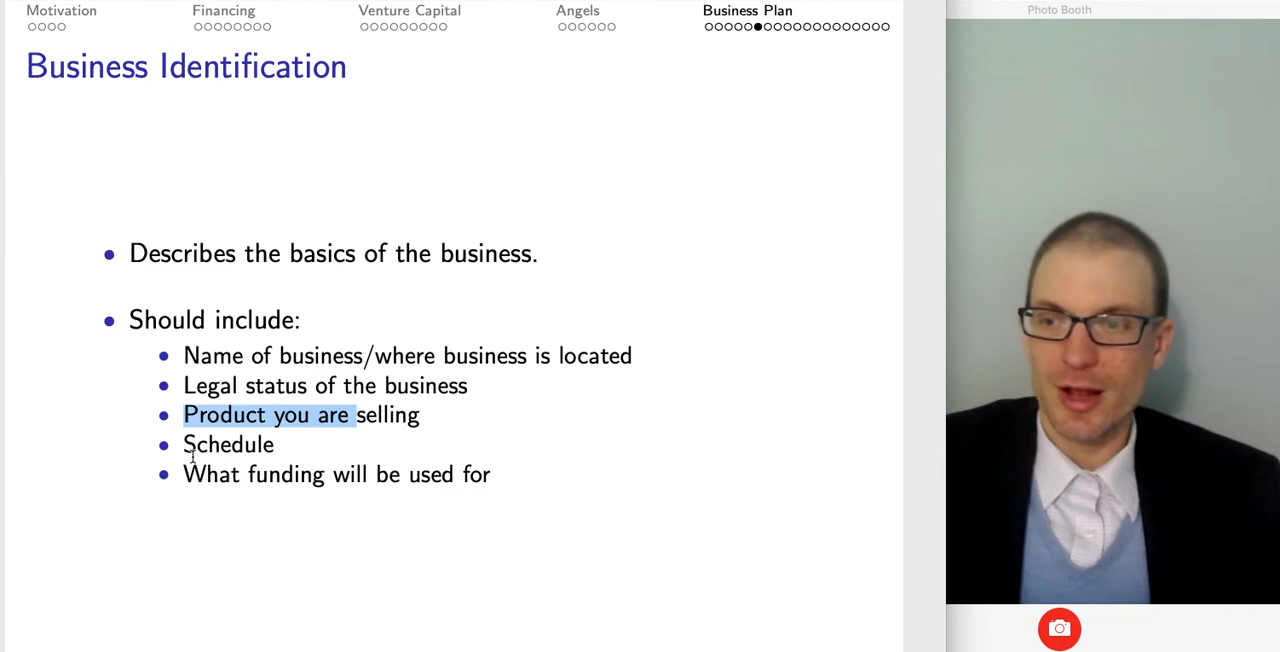 Motivation Financing Venture Capital Angels Business Plan
Photo Booth
Business Identification
Describes the basics of the business.
Should include:
Name of business/where business is located
Legal status of the business
Product you are selling
Schedule
What funding will be used for